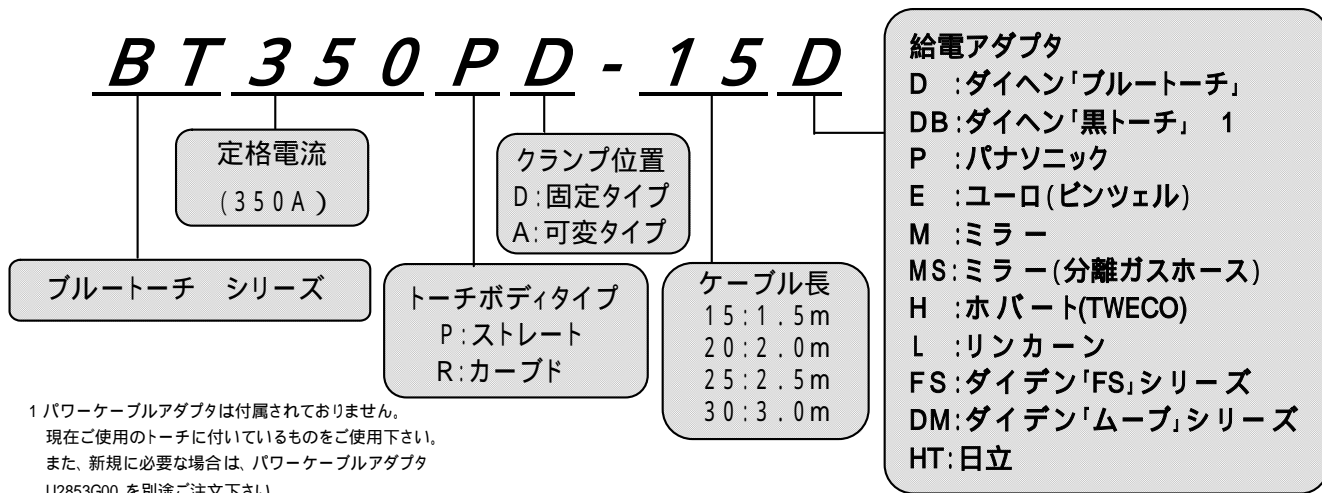 BT350PD-15D
定格電流
(350A)
ブルートーチ シリーズ
クランプ位置
D:固定タイプ
A:可変タイプ
トーチボディタイプ
P:ストレート
R:カーブド
ケーブル長
15:1.5m
20:2.0m
25:2.5m
30:3.0m
給電アダプタ
D :ダイヘン「ブルートーチ」
DB:ダイヘン「黒トーチ」 1
P :パナソニック
E :ユーロ(ビンツェル)
M :ミラー
MS:ミラー(分離ガスホース)
H :ホバート(TWECO)
L :リンカーン
FS:ダイデン「FS」シリーズ
DM:ダイデン「ムーブ」シリーズ
HT:日立
1 パワーケーブルアダプタは付属されておりません。
現在ご使用のトーチに付いているものをご使用下さい。
また、新規に必要な場合は、パワーケーブルアダプタ
U2853G00 を別途ご注文下さい